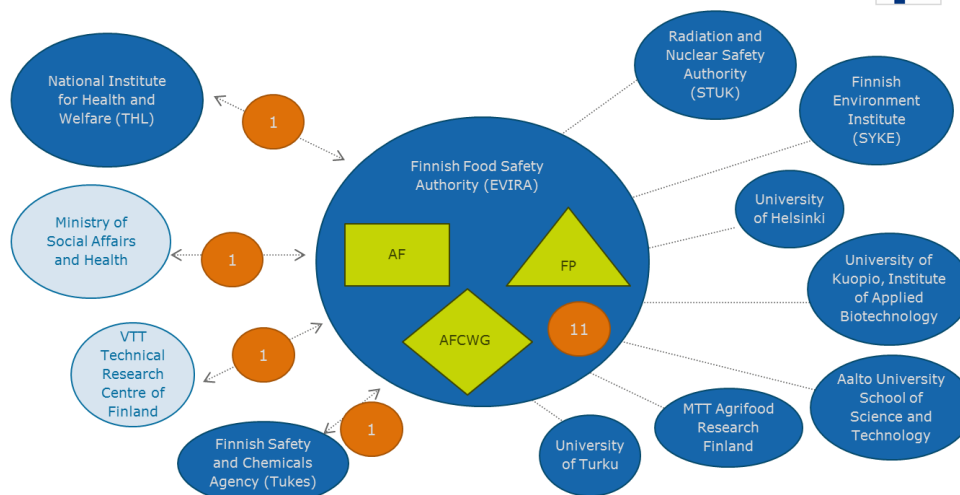 National Institute
for Health and
Welfare (THL)
1
Ministry of
Social Affairs
and Health
1
VTT
Technical
Research
Centre of
Finland
1
Finnish Safety
and Chemicals
Agency (Tukes)
1
Finnish Food Safety
Authority (EVIRA)
AF
FP
AFCWG
11
Radiation and
Nuclear Safety
Authority
(STUK)
Finnish
Environment
Institute
(SYKE)
University
of Helsinki
University of
Kuopio, Institute
of Applied
Biotechnology
Aalto University
School of
Science and
Technology
MTT Agrifood
Research
Finland
University
of Turku